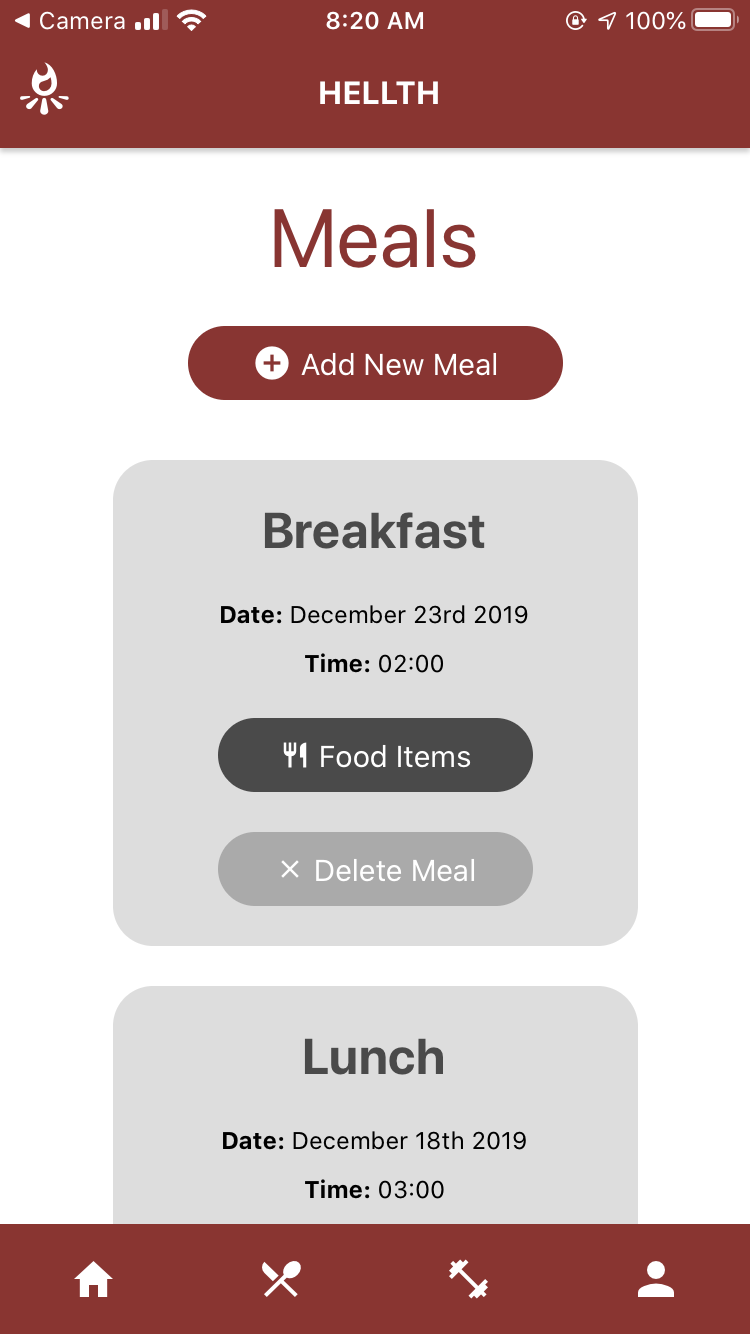 Camera 8:20 AM 100%
HELLTH
Meals
Add New Meal
Breakfast
Date: December 23rd 2019
Time: 02:00
Food Items
Delete Meal
Lunch
Date: December 18th 2019
Time: 03:00